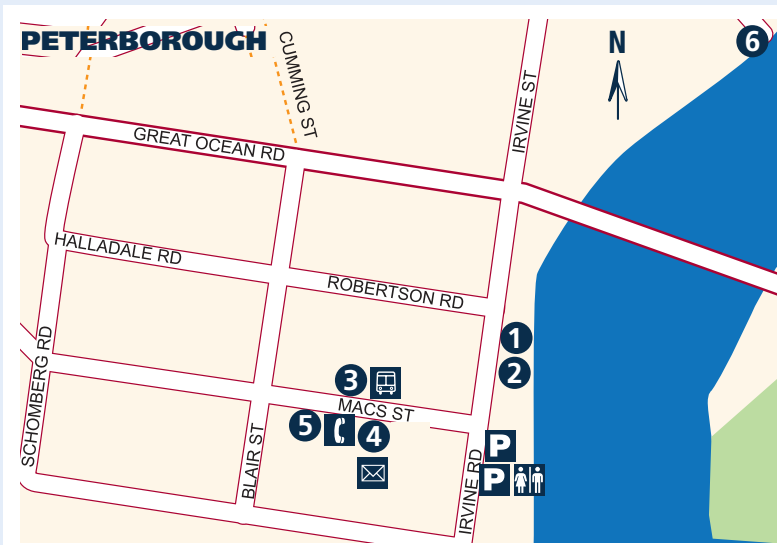 PETERBOROUGH
CUMMING ST
N
6
IRVINE ST
GREAT OCEAN RD
HALLADALE RD
ROBERTSON RD
1
2
3
MACS ST
5
4
SCHOMBERG RD
BLAIR ST
IRVINE RD
P
P